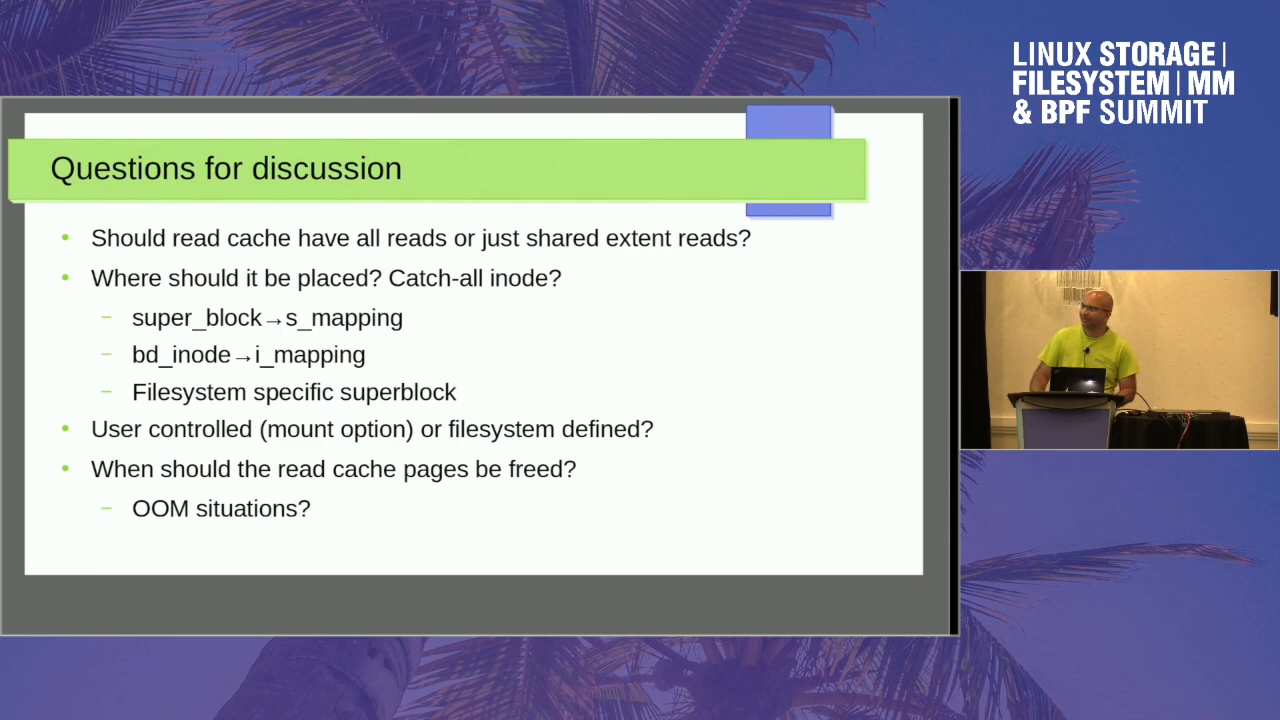 LINUX STORAGE |
FILESYSTEM | MM
& BPF SUMMIT
Questions for discussion
• Should read cache have all reads or just shared extent reads?
• Where should it be placed? Catch-all inode?
– super_block→s_mapping
– bd_inode→i_mapping
– Filesystem specific superblock
• User controlled (mount option) or filesystem defined?
• When should the read cache pages be freed?
– OOM situations?